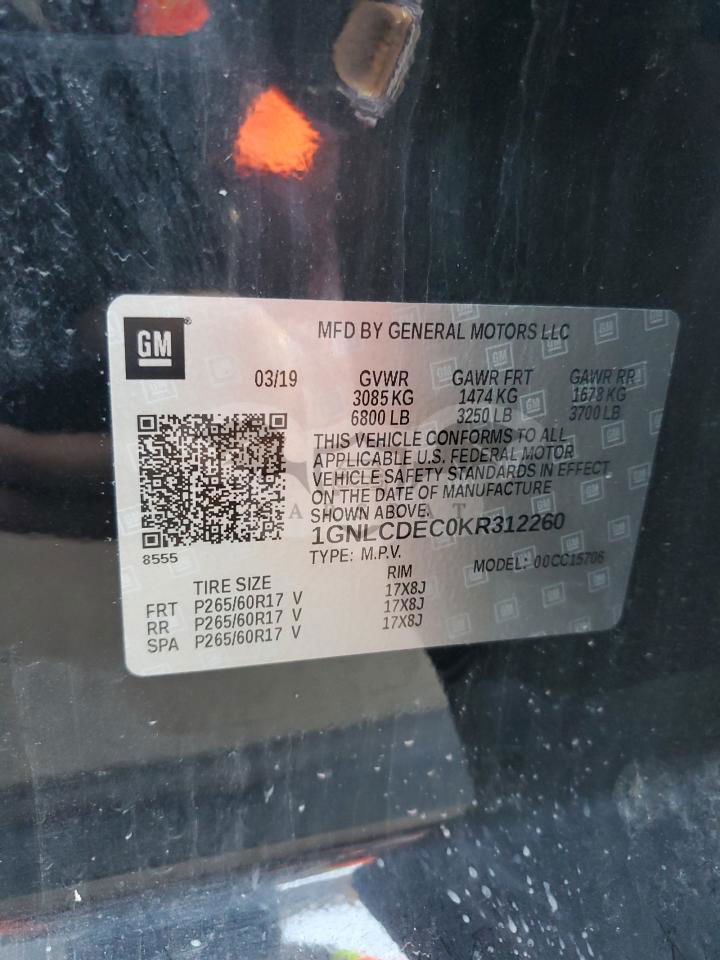 GM
MFD BY GENERAL MOTORS LLC
03/19 GVWR GAWR FRT GAWR RR
3085 KG 1474 KG 1678 KG
6800 LB 3250 LB 3700 LB
THIS VEHICLE CONFORMS TO ALL
APPLICABLE U.S. FEDERAL MOTOR
VEHICLE SAFETY STANDARDS IN EFFECT
ON THE DATE OF MANUFACTURE
SHOWN ABOVE.
1GNLCDEC0KR312260
8555
TYPE: M.P.V. MODEL: 00CC15706
TIRE SIZE RIM
FRT P265/60R17 V 17X8J
RR P265/60R17 V 17X8J
SPA P265/60R17 V 17X8J